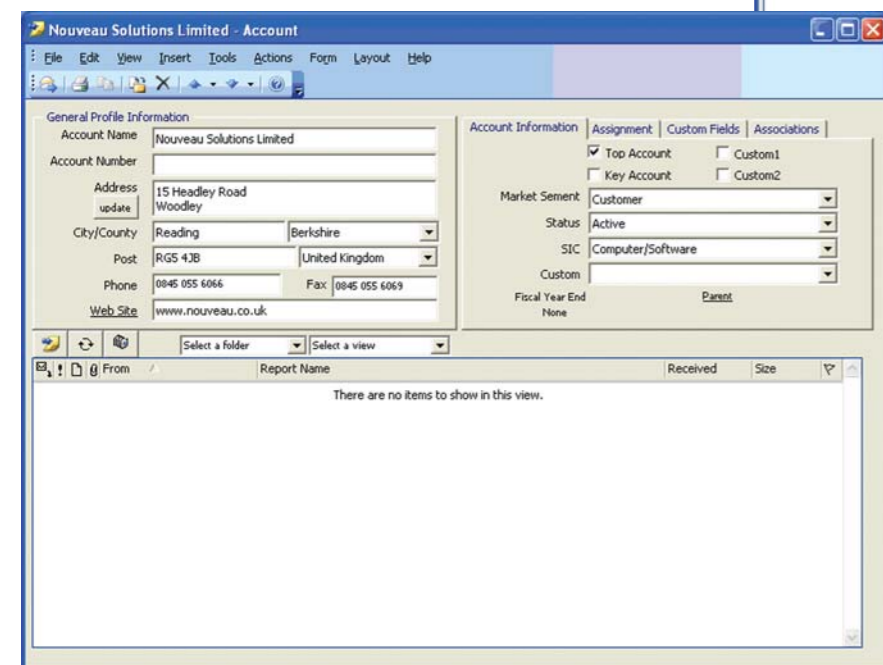 Nouveau Solutions Limited - Account
File Edit View Insert Tools Actions Form Layout Help
General Profile Information
Account Name Nouveau Solutions Limited
Account Number
Address 15 Headley Road
update Woodley
City/County Reading Berkshire
Post RG5 4JB United Kingdom
Phone 0845 055 6066 Fax 0845 055 6069
Web Site www.nouveau.co.uk
Account Information Assignment Custom Fields Associations
Top Account Custom1
Key Account Custom2
Market Sement Customer
Status Active
SIC Computer/Software
Custom
Fiscal Year End Parent
None
Select a folder Select a view
From Report Name Received Size
There are no items to show in this view.